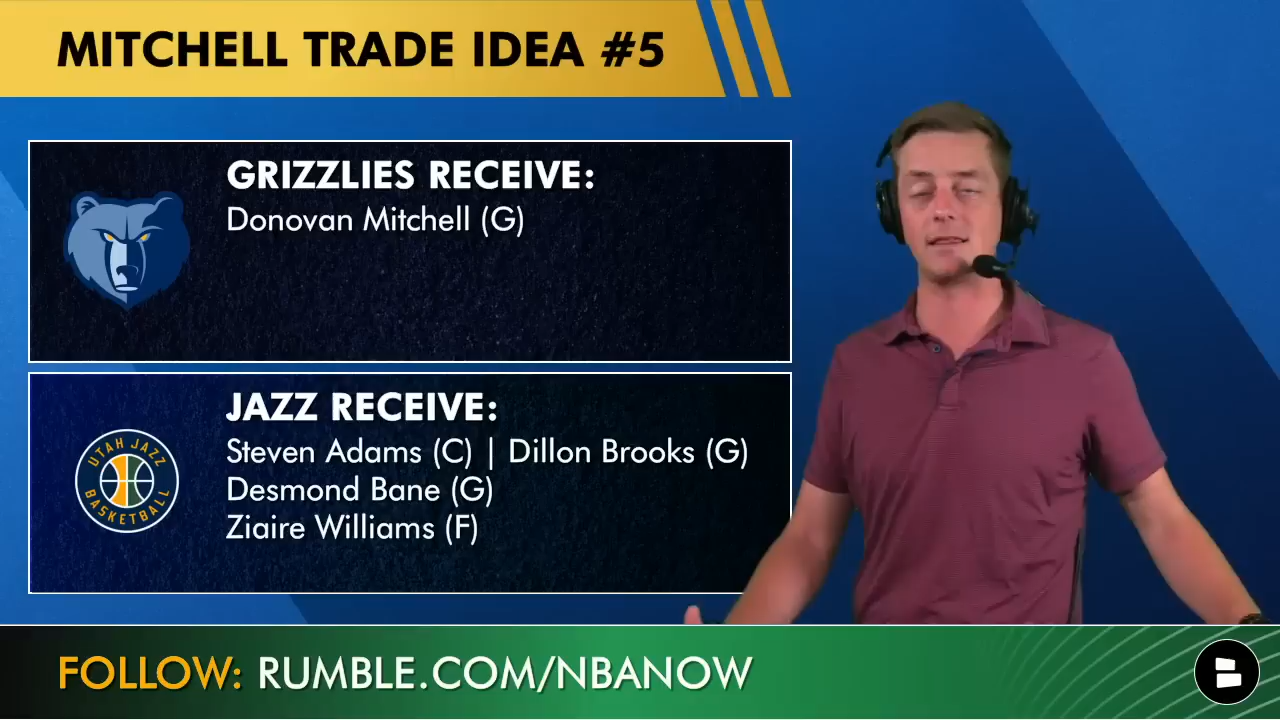 MITCHELL TRADE IDEA #5
GRIZZLIES RECEIVE:
Donovan Mitchell (G)
JAZZ RECEIVE:
Steven Adams (C) | Dillon Brooks (G)
Desmond Bane (G)
Ziaire Williams (F)
UTAH JAZZ
BASKETBALL
FOLLOW: RUMBLE.COM/NBANOW